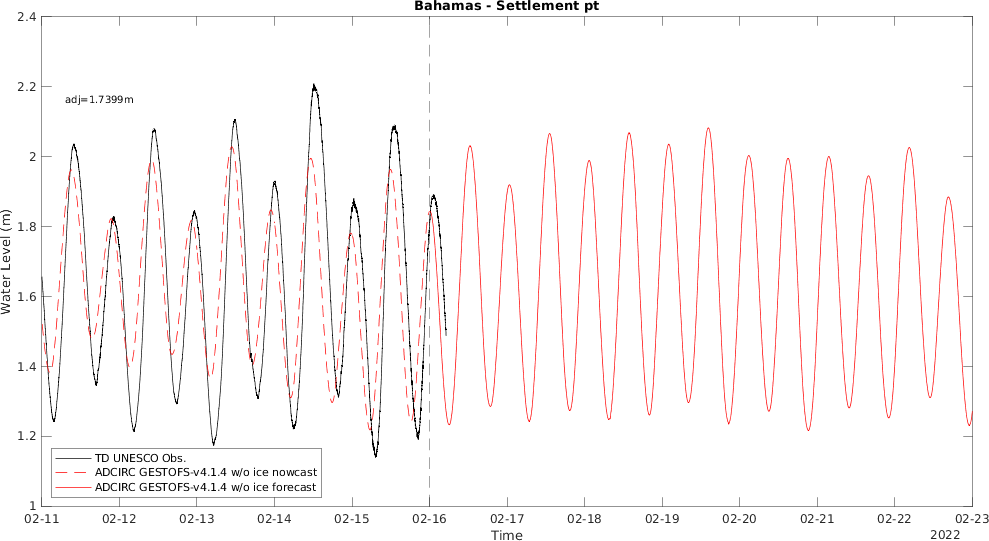 Bahamas - Settlement pt
2.4
2.2
2
1.8
1.6
1.4
1.2
1
Water Level (m)
adj=1.7399m
TD UNESCO Obs.
ADCIRC GESTOFS-v4.1.4 w/o ice nowcast
ADCIRC GESTOFS-v4.1.4 w/o ice forecast
02-11 02-12 02-13 02-14 02-15 02-16 02-17 02-18 02-19 02-20 02-21 02-22 02-23
Time
2022